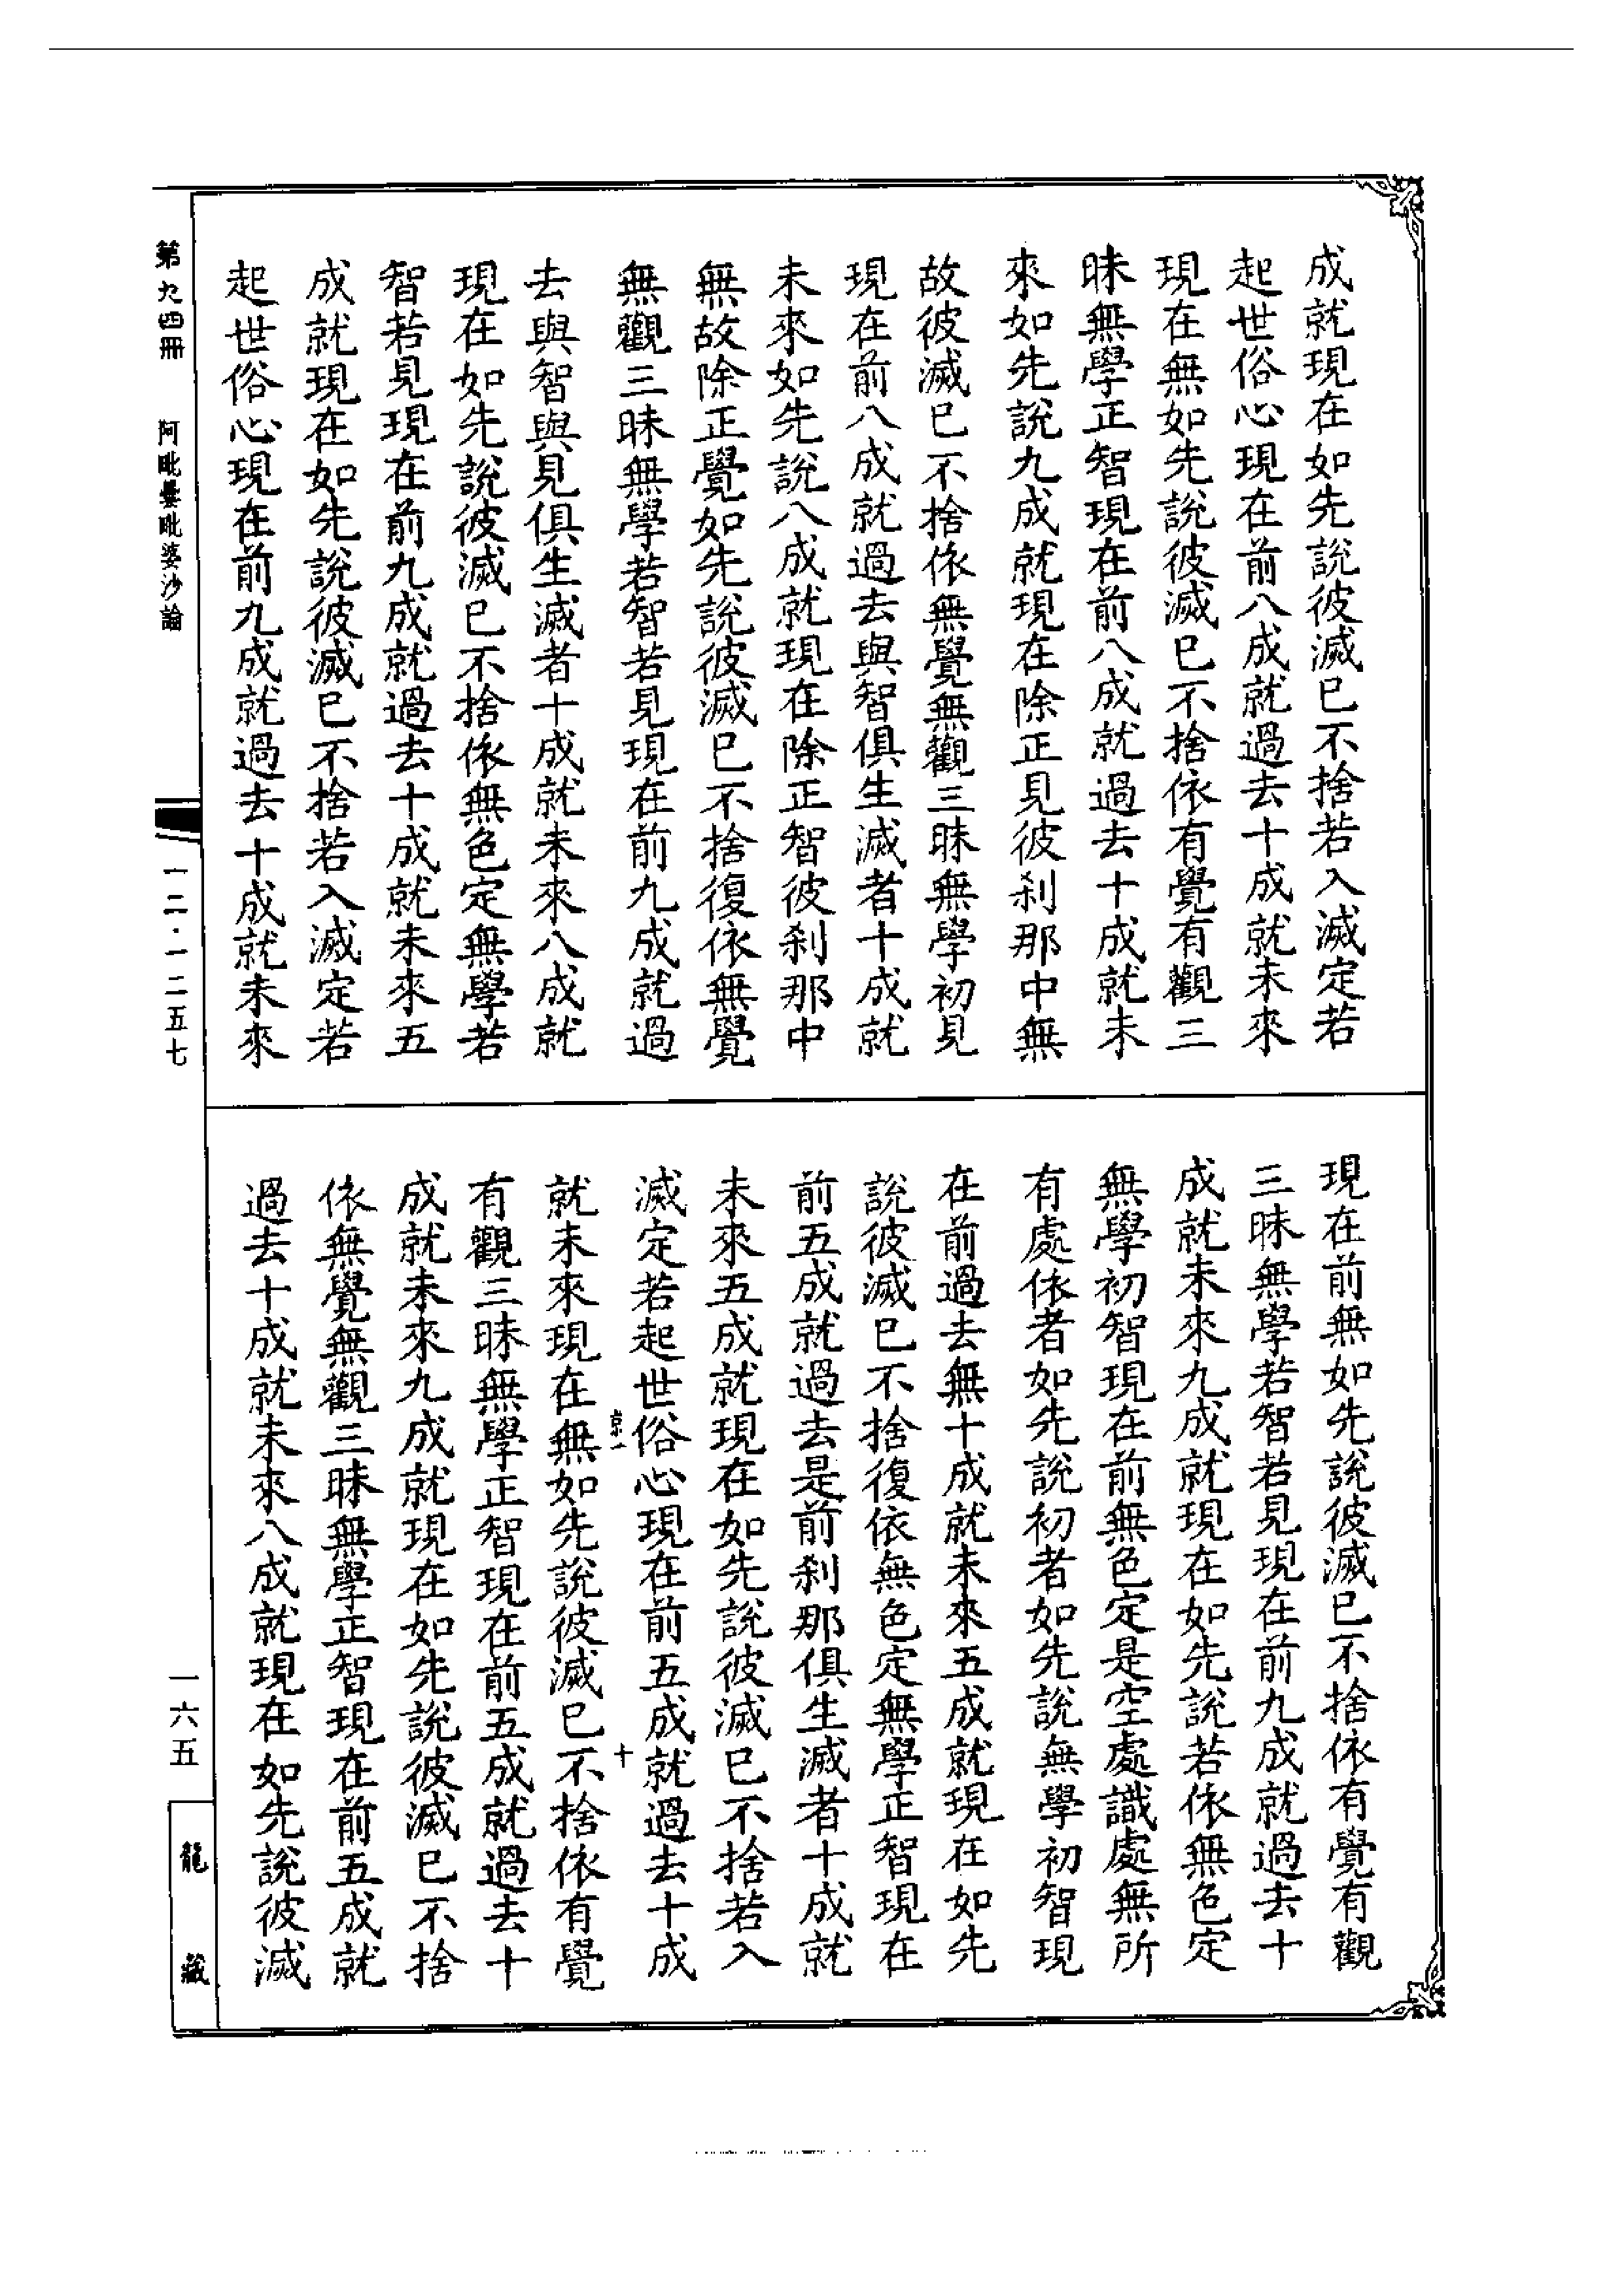 成就現在如先說彼滅已不捨若入滅定若
起世俗心現在前八成就過去十成就未來
現在無如先說彼滅已不捨依有覺有觀三
昧無學正智現在前八成就過去十成就未
來如先說九成就現在除正見彼刹那中無
故彼滅已不捨依無覺無觀三昧無學初見
現在前八成就過去與智俱生滅者十成就
未來如先說八成就現在除正智彼刹那中
無故除正覺如先說彼滅已不捨復依無覺
無觀三昧無學若智若見現在前九成就過
去與智與見俱生滅者十成就未來八成就
現在如先說彼滅已不捨依無色定無學若
智若見現在前九成就過去十成就未來五
成就現在如先說彼滅已不捨若入滅定若
起世俗心現在前九成就過去十成就未來
現在前無如先說彼滅已不捨依有覺有觀
三昧無學若智若見現在前九成就過去十
成就未來九成就現在如先說若依無色定
無學初智現在前無色定是空處識處無所
有處依者如先說初者如先說無學初智現
在前過去無十成就未來五成就現在如先
說彼滅已不捨復依無色定無學正智現在
前五成就過去是前刹那俱生滅者十成就
未來五成就現在如先說彼滅已不捨若入
滅定若起世俗心現在前五成就過去十成
京一 十
就未來現在無如先說彼滅已不捨依有覺
有觀三昧無學正智現在前五成就過去十
成就未來九成就現在如先說彼滅已不捨
依無覺無觀三昧無學正智現在前五成就
過去十成就未來八成就現在如先說彼滅
第九四冊 阿毗曇毗婆沙論
一二·一二五七
一六五
龍藏